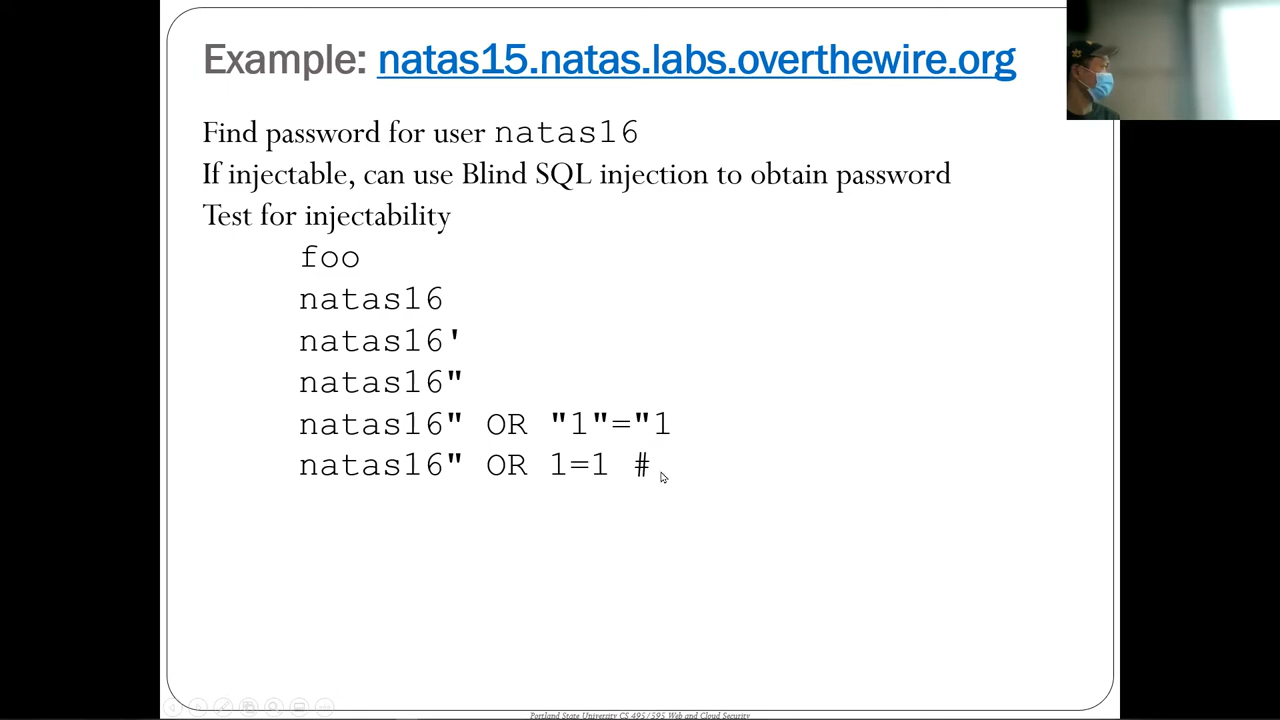 Example: natas15.natas.labs.overthewire.org
Find password for user natas16
If injectable, can use Blind SQL injection to obtain password
Test for injectability
foo
natas16
natas16'
natas16"
natas16" OR "1"="1
natas16" OR 1=1 #
Portland State University CS 495/595 Web and Cloud Security